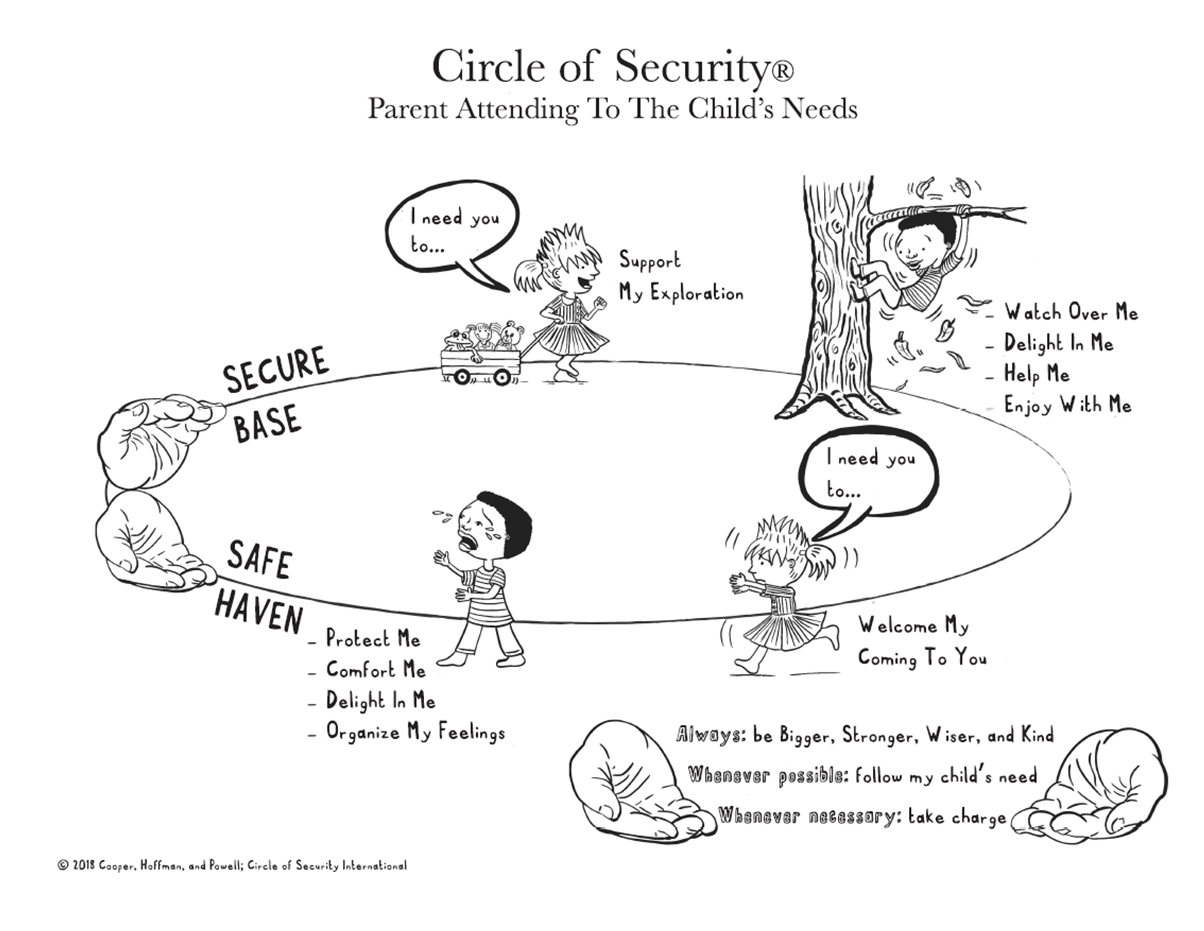 Circle of Security®
Parent Attending To The Child's Needs
I need you
to...
Support
My Exploration
- Watch Over Me
- Delight In Me
- Help Me
- Enjoy With Me
SECURE
BASE
I need you
to...
SAFE
HAVEN
- Protect Me
- Comfort Me
- Delight In Me
- Organize My Feelings
Welcome My
Coming To You
Always: be Bigger, Stronger, Wiser, and Kind
Whenever possible: follow my child's need
Whenever necessary: take charge
© 2018 Cooper, Hoffman, and Powell; Circle of Security International